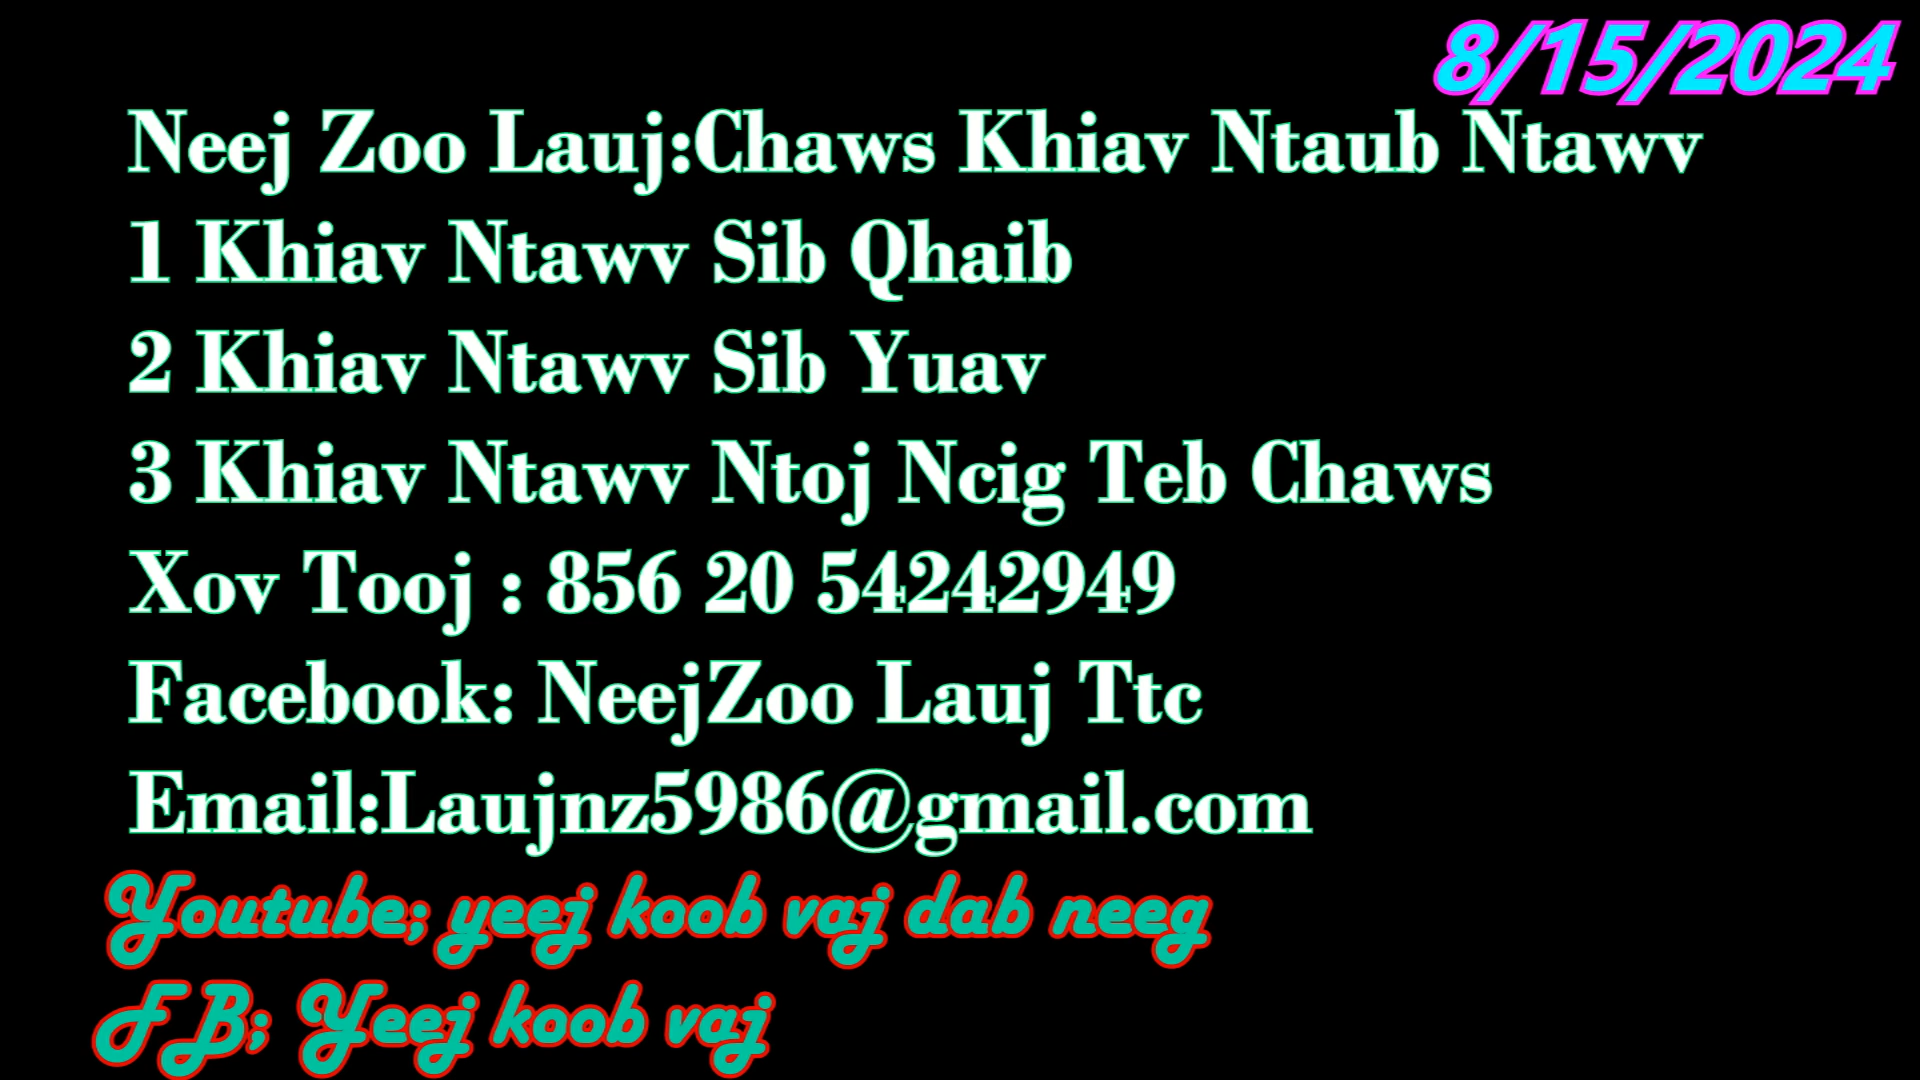 8/15/2024
Neej Zoo Lauj:Chaws Khiav Ntaub Ntawv
1 Khiav Ntawv Sib Qhaib
2 Khiav Ntawv Sib Yuav
3 Khiav Ntawv Ntoj Ncig Teb Chaws
Xov Tooj : 856 20 54242949
Facebook: NeejZoo Lauj Ttc
Email:Laujnz5986@gmail.com
Youtube; yeej koob vaj dab neeg
FB; Yeej koob vaj